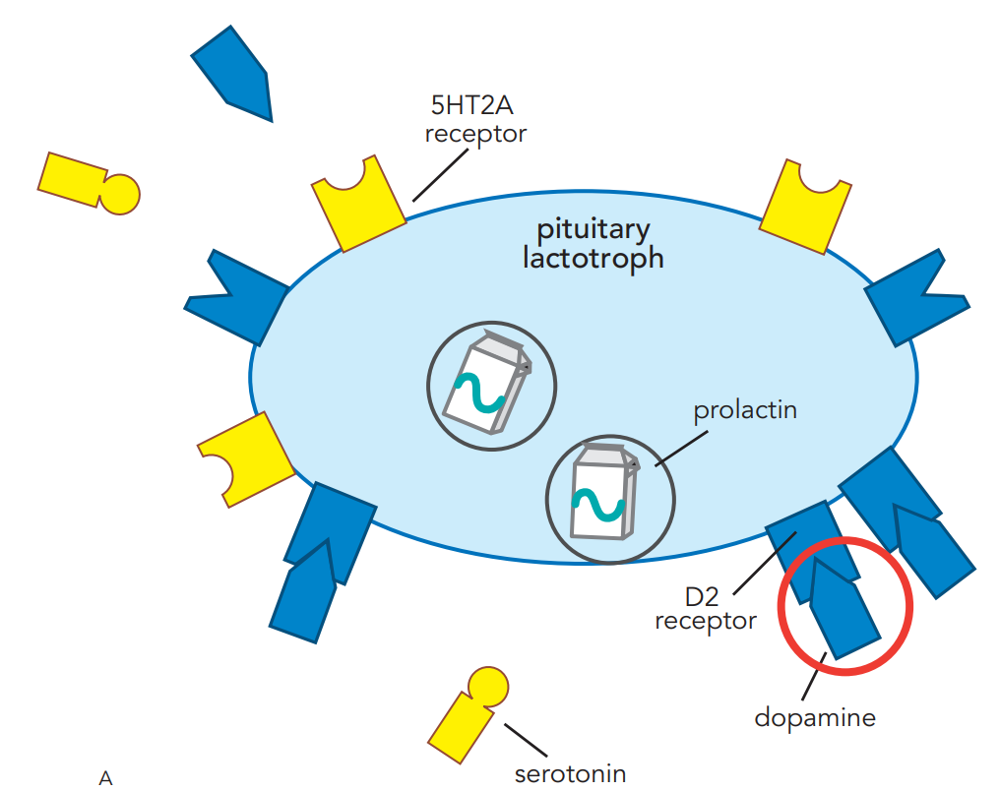 5HT2A
receptor
pituitary
lactotroph
prolactin
D2
receptor
dopamine
serotonin
A